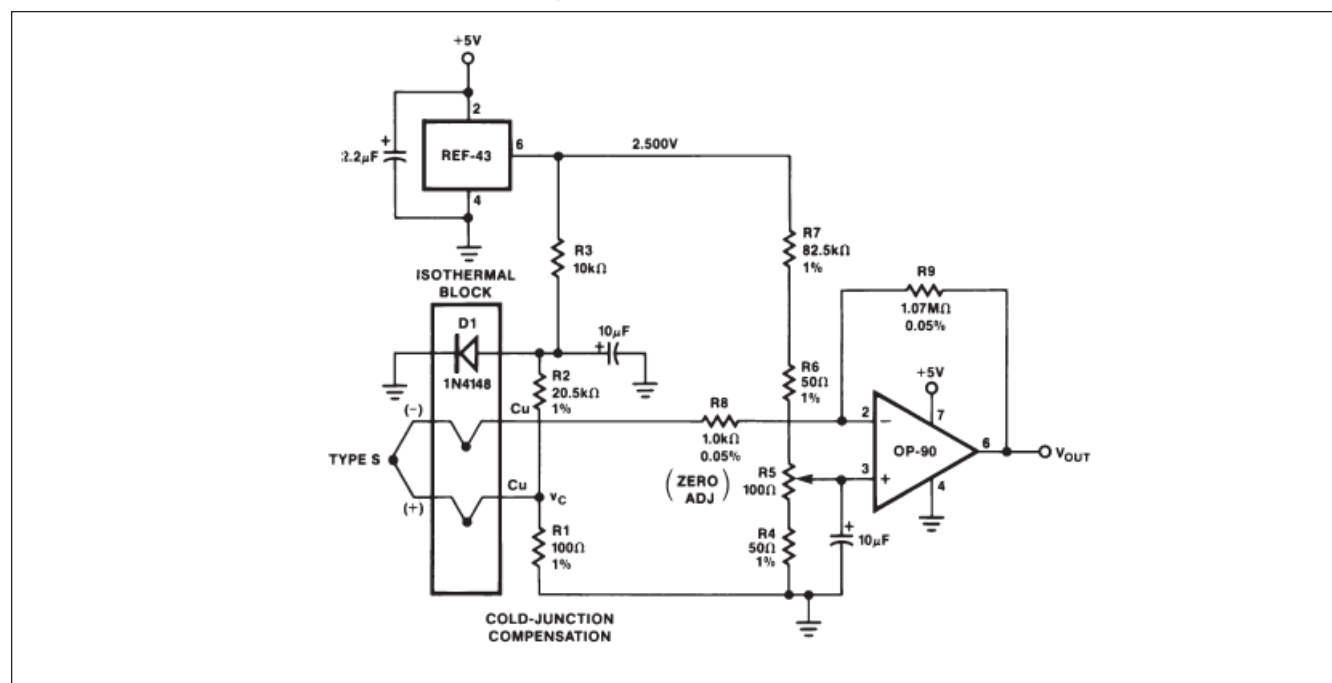 +5V
2
2.2µF
REF-43
6
2.500V
4
R3
10kΩ
R7
82.5kΩ
1%
ISOTHERMAL
BLOCK
R9
1.07MΩ
0.05%
D1
1N4148
10µF
R2
20.5kΩ
1%
R6
50Ω
1%
+5V
(-)
Cu
R8
1.0kΩ
0.05%
2
7
OP-90
6
VOUT
TYPE S
(ZERO
ADJ)
R5
100Ω
3
4
(+)
Cu
vC
R1
100Ω
1%
R4
50Ω
1%
10µF
COLD-JUNCTION
COMPENSATION